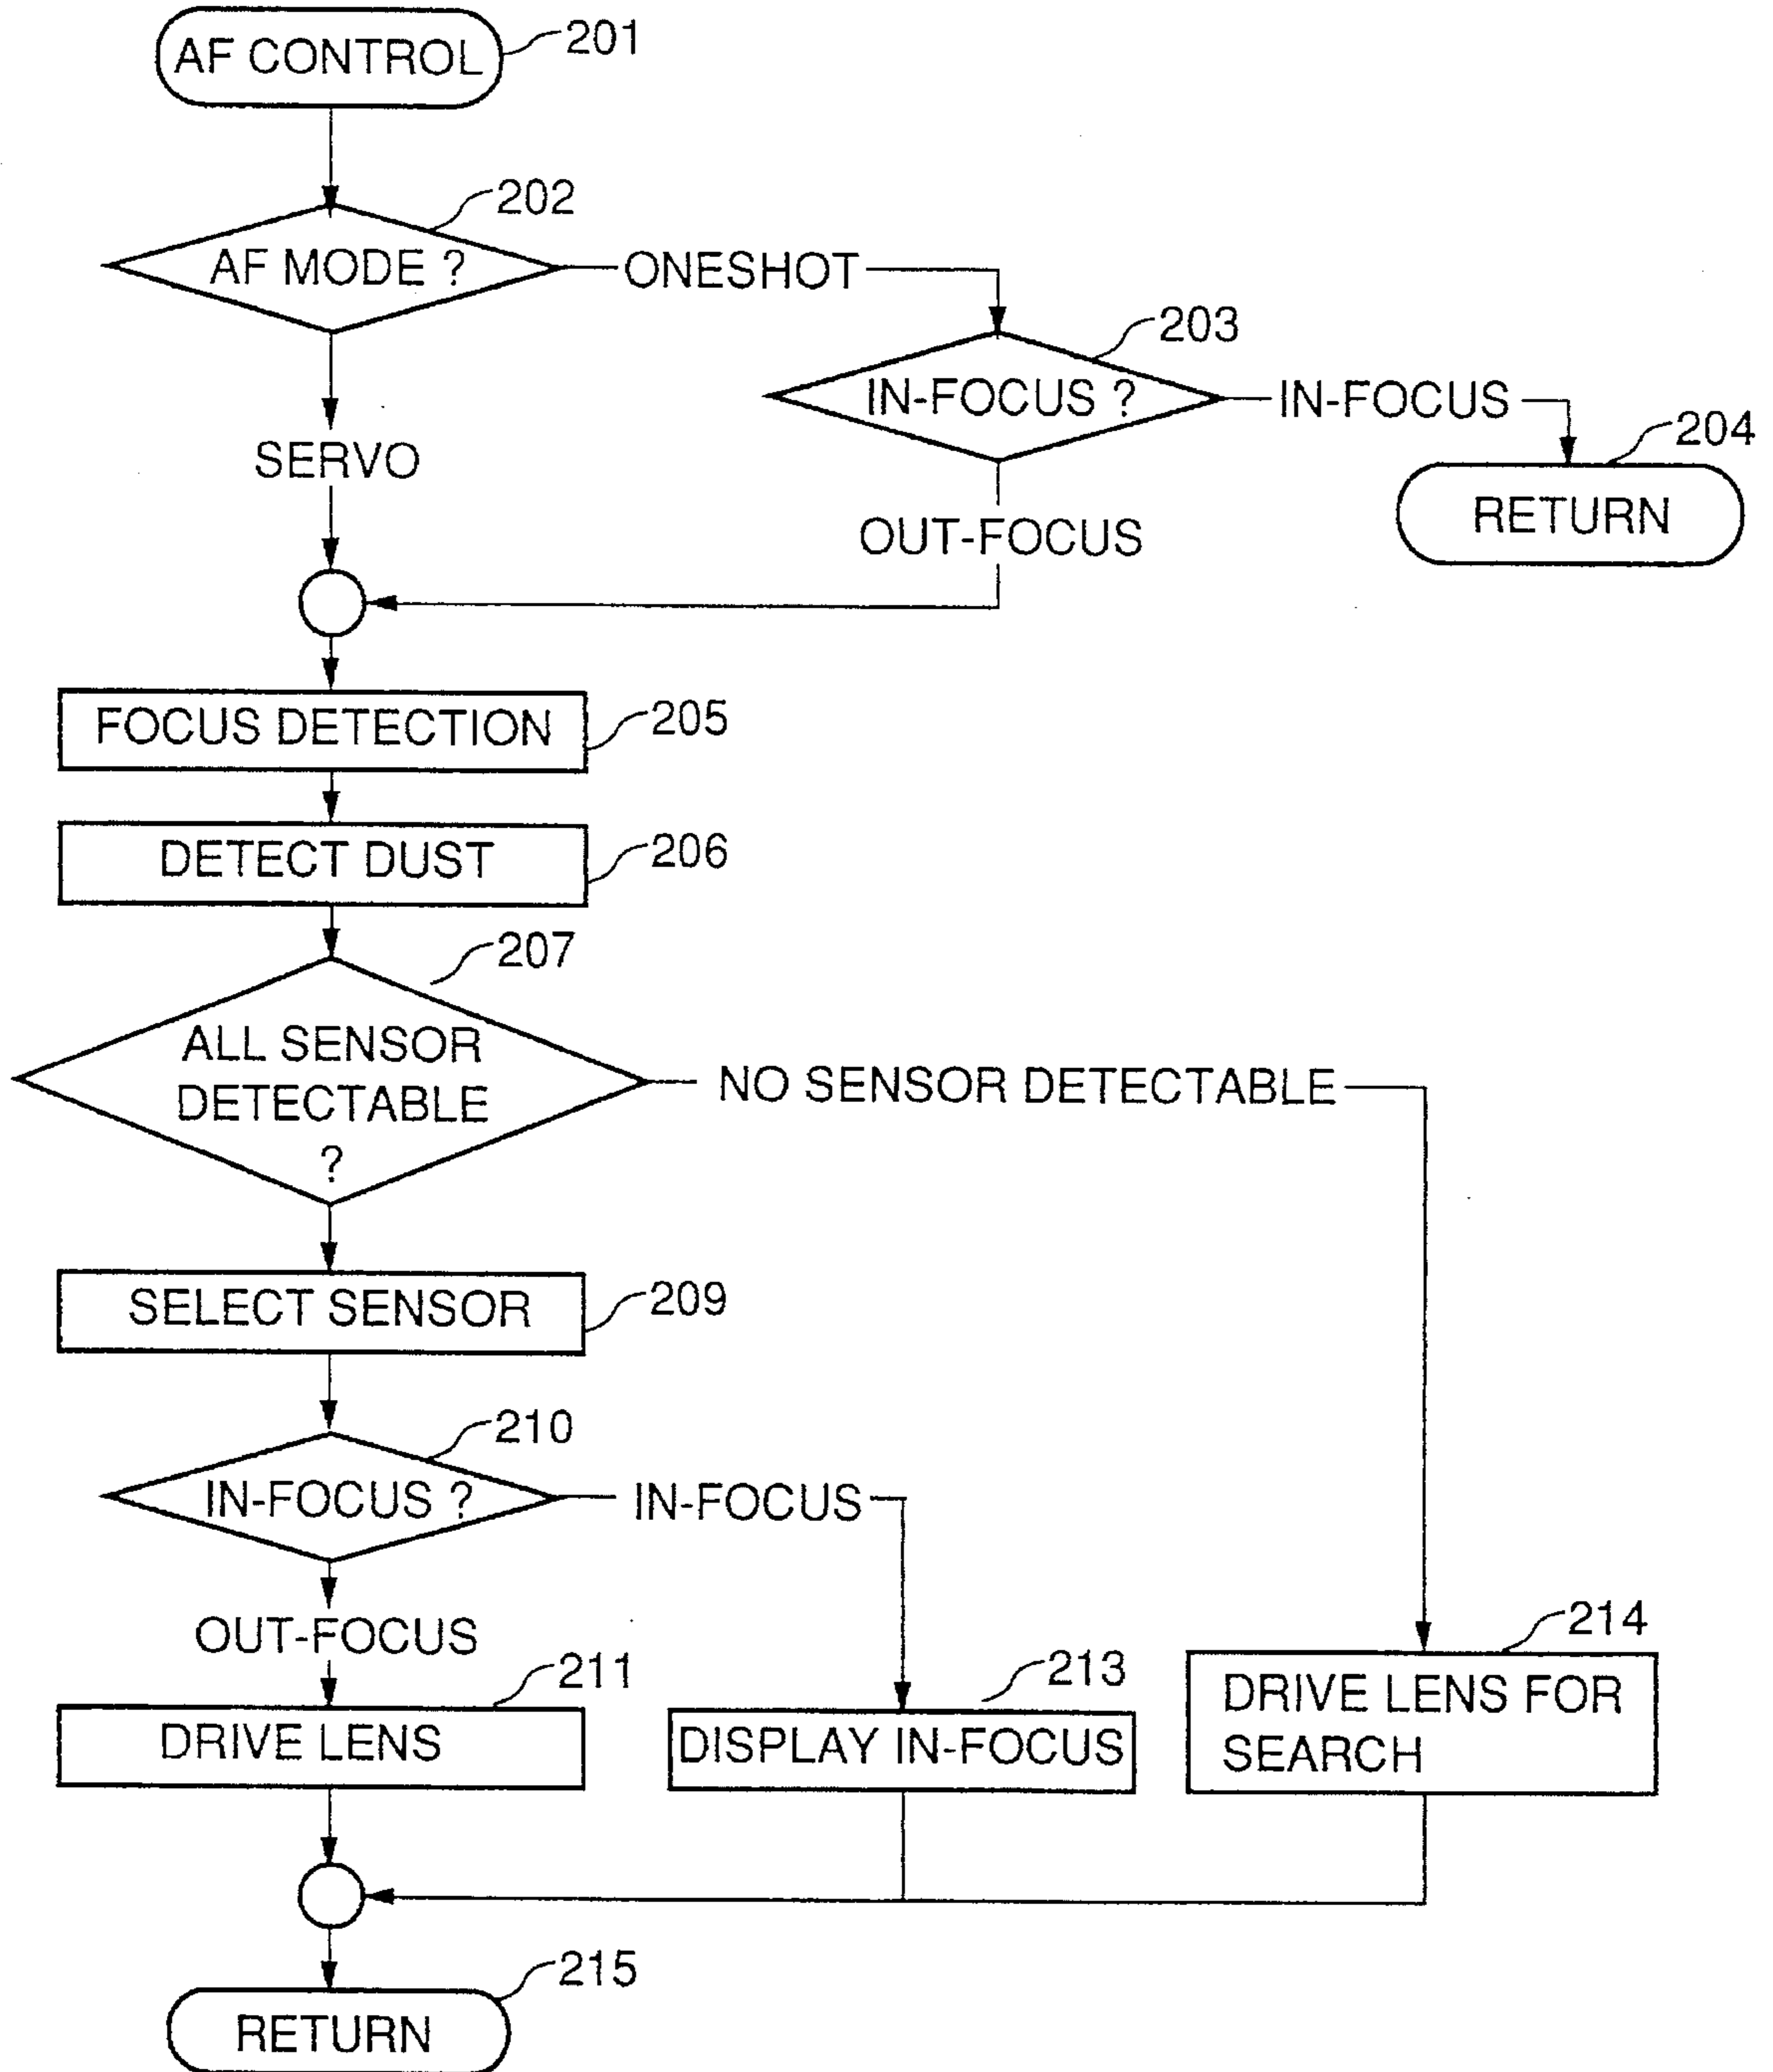 AF CONTROL
201
202
AF MODE ?
ONESHOT
203
IN-FOCUS ?
IN-FOCUS
204
RETURN
SERVO
OUT-FOCUS
FOCUS DETECTION
205
DETECT DUST
206
207
ALL SENSOR
DETECTABLE
?
NO SENSOR DETECTABLE
SELECT SENSOR
209
210
IN-FOCUS ?
IN-FOCUS
OUT-FOCUS
211
DRIVE LENS
213
DISPLAY IN-FOCUS
214
DRIVE LENS FOR
SEARCH
215
RETURN